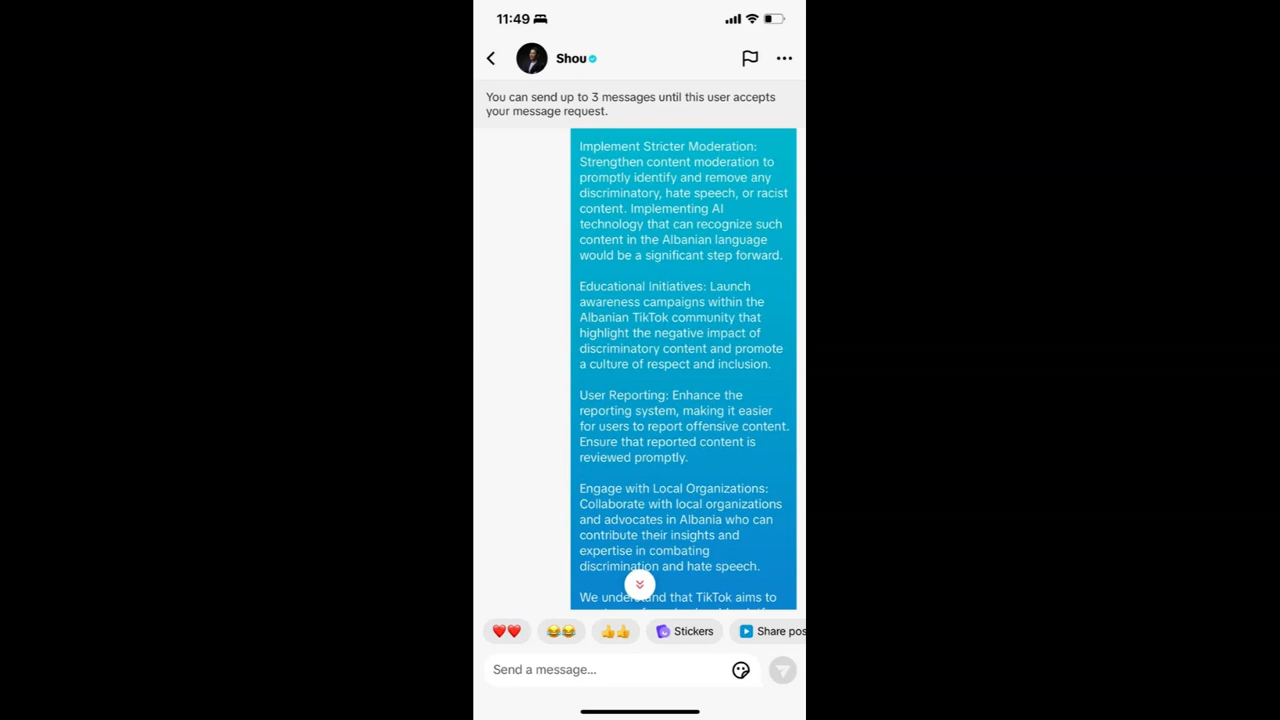 11:49
Shou
You can send up to 3 messages until this user accepts
your message request.
Implement Stricter Moderation:
Strengthen content moderation to
promptly identify and remove any
discriminatory, hate speech, or racist
content. Implementing AI
technology that can recognize such
content in the Albanian language
would be a significant step forward.
Educational Initiatives: Launch
awareness campaigns within the
Albanian TikTok community that
highlight the negative impact of
discriminatory content and promote
a culture of respect and inclusion.
User Reporting: Enhance the
reporting system, making it easier
for users to report offensive content.
Ensure that reported content is
reviewed promptly.
Engage with Local Organizations:
Collaborate with local organizations
and advocates in Albania who can
contribute their insights and
expertise in combating
discrimination and hate speech.
We understand that TikTok aims to
Stickers
Share pos
Send a message...